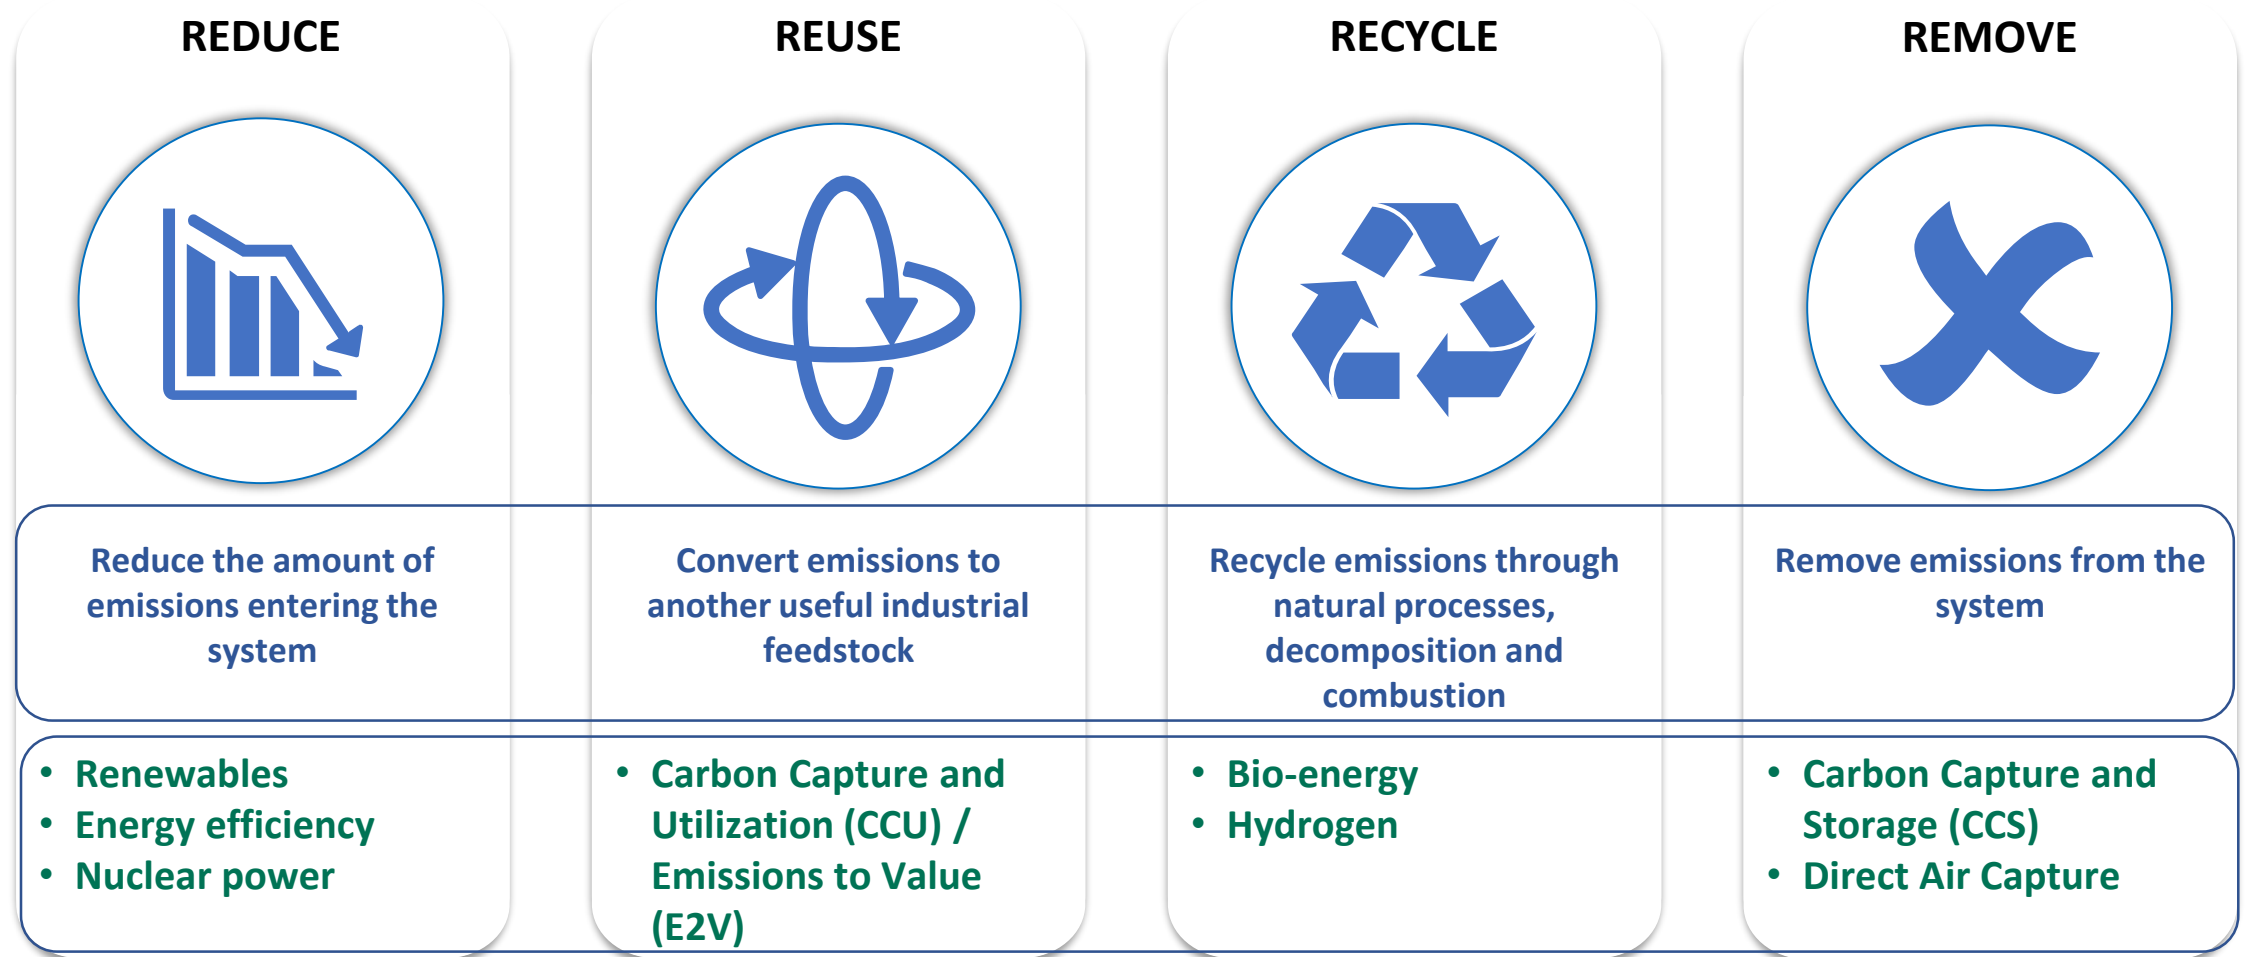 REDUCE
REUSE
RECYCLE
REMOVE
Reduce the amount of
emissions entering the
system
Convert emissions to
another useful industrial
feedstock
Recycle emissions through
natural processes,
decomposition and
combustion
Remove emissions from the
system
• Renewables
• Energy efficiency
• Nuclear power
• Carbon Capture and
Utilization (CCU) /
Emissions to Value
(E2V)
• Bio-energy
• Hydrogen
• Carbon Capture and
Storage (CCS)
• Direct Air Capture